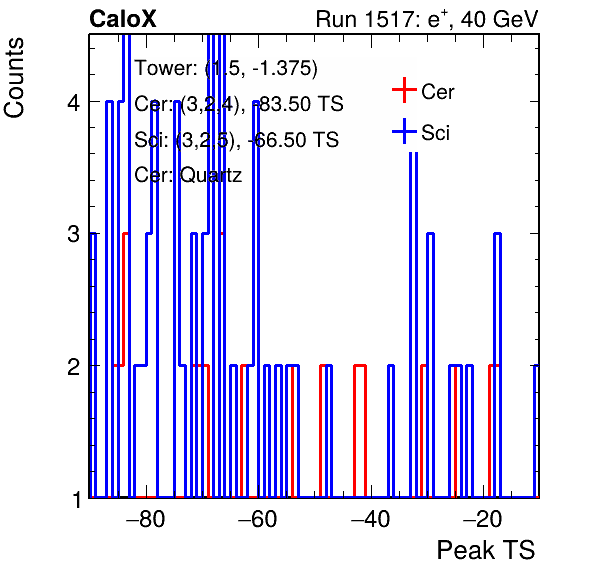 CaloX Run 1517: e+, 40 GeV
Counts
Tower: (1.5, -1.375)
Cer: (3,2,4), -83.50 TS
Sci: (3,2,5), -66.50 TS
Cer: Quartz
Cer
Sci
4
3
2
1
−80 −60 −40 −20
Peak TS